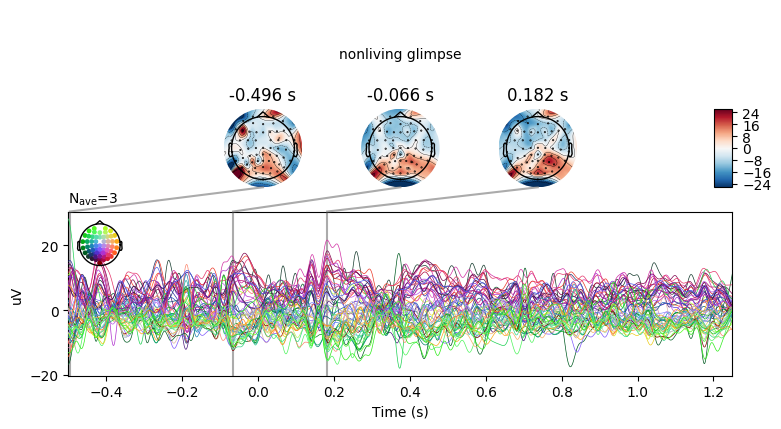 nonliving glimpse
-0.496 s -0.066 s 0.182 s
24
16
8
0
−8
−16
−24
Nave=3
20
0
−20
uV
−0.4 −0.2 0.0 0.2 0.4 0.6 0.8 1.0 1.2
Time (s)